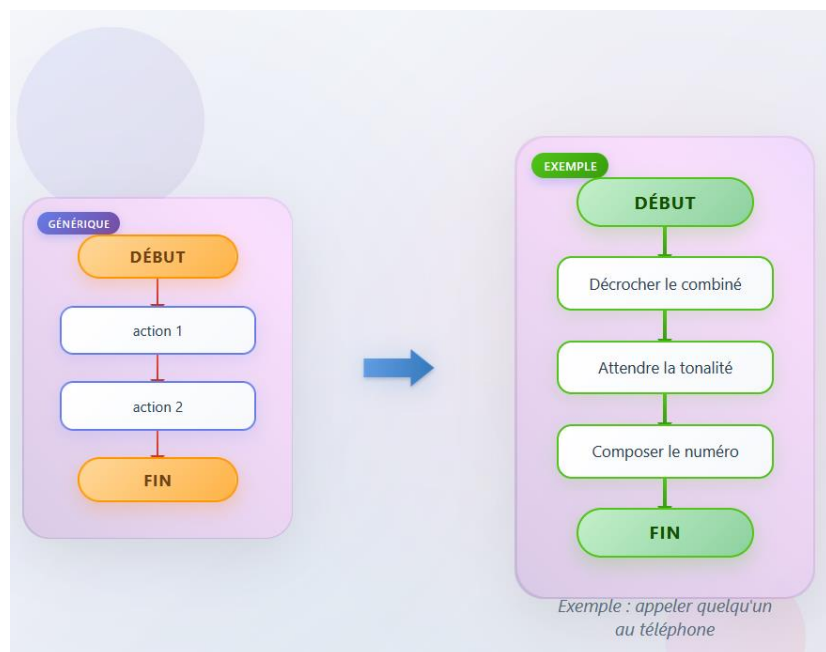 GÉNÉRIQUE
DÉBUT
action 1
action 2
FIN
EXEMPLE
DÉBUT
Décrocher le combiné
Attendre la tonalité
Composer le numéro
FIN
Exemple : appeler quelqu'un
au téléphone